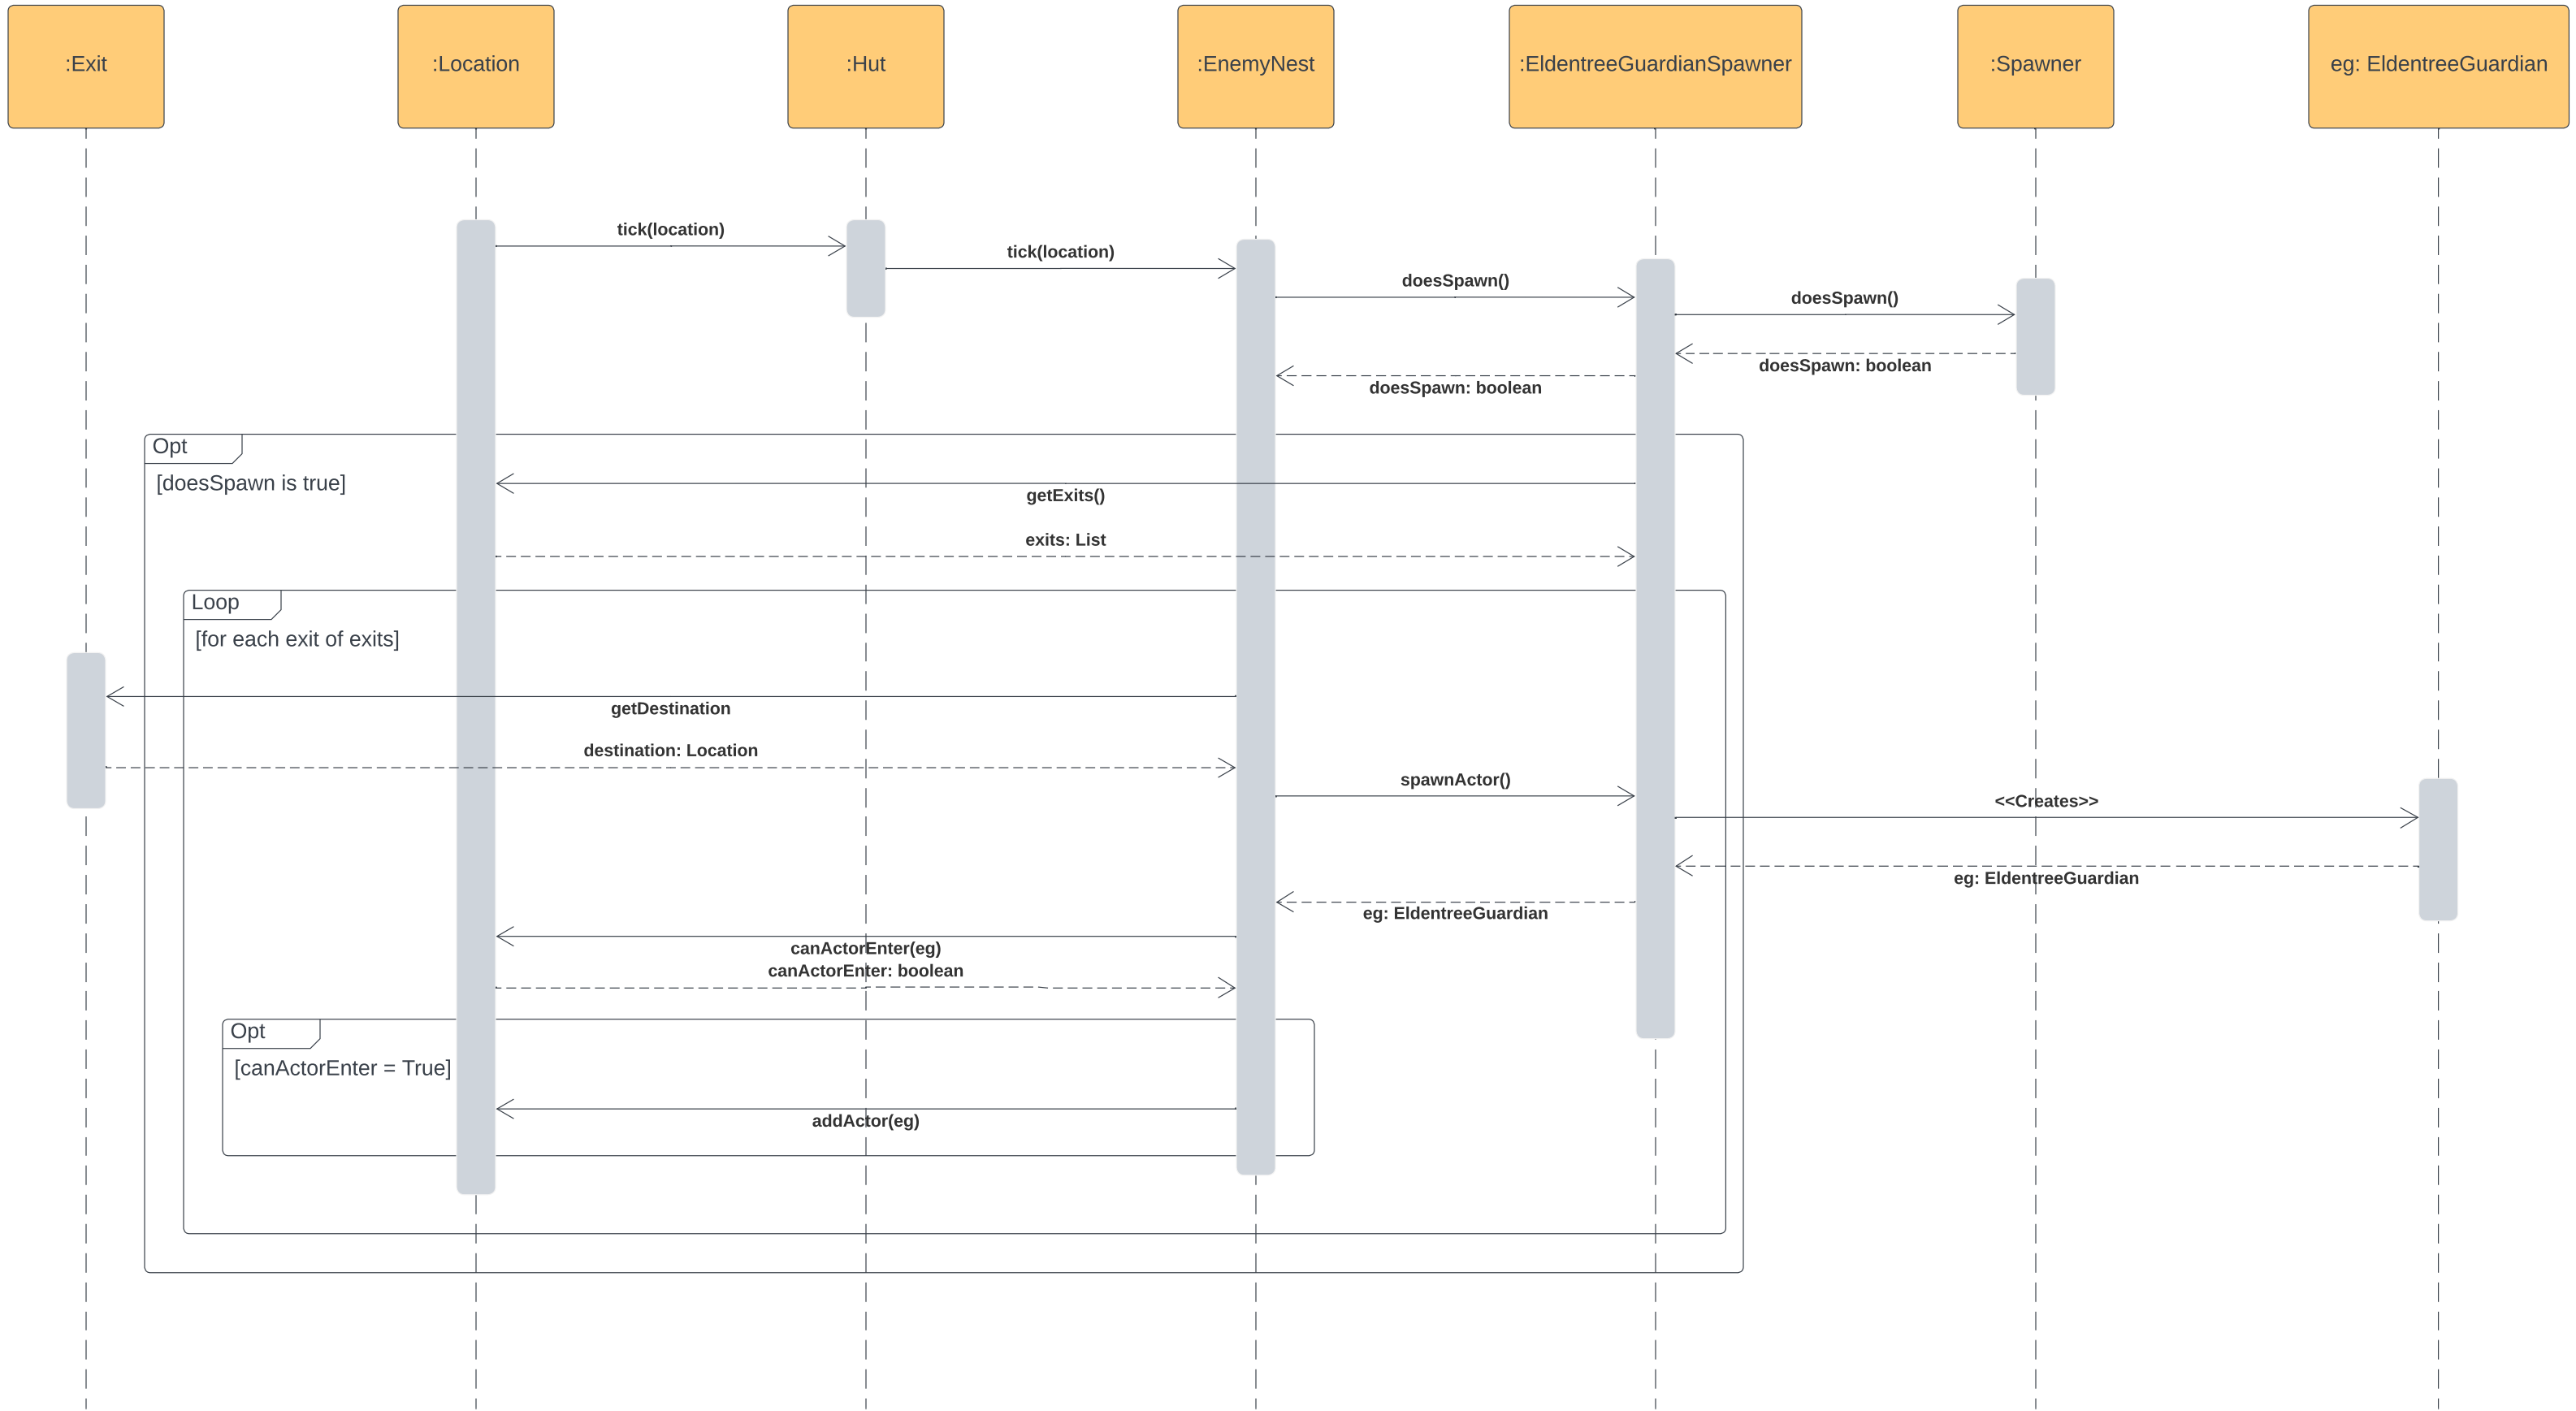 :Exit
:Location
:Hut
:EnemyNest
:EldentreeGuardianSpawner
:Spawner
eg: EldentreeGuardian
tick(location)
tick(location)
doesSpawn()
doesSpawn()
doesSpawn: boolean
doesSpawn: boolean
Opt
[doesSpawn is true]
getExits()
exits: List
Loop
[for each exit of exits]
getDestination
destination: Location
spawnActor()
<<Creates>>
eg: EldentreeGuardian
eg: EldentreeGuardian
canActorEnter(eg)
canActorEnter: boolean
Opt
[canActorEnter = True]
addActor(eg)